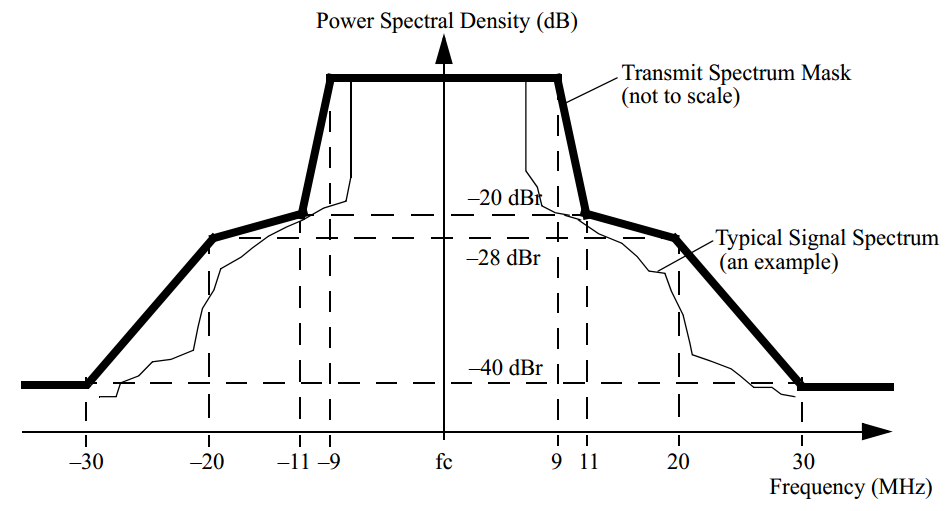 Power Spectral Density (dB)
Transmit Spectrum Mask
(not to scale)
–20 dBr
Typical Signal Spectrum
(an example)
–28 dBr
–40 dBr
–30 –20 –11 –9 fc 9 11 20 30
Frequency (MHz)